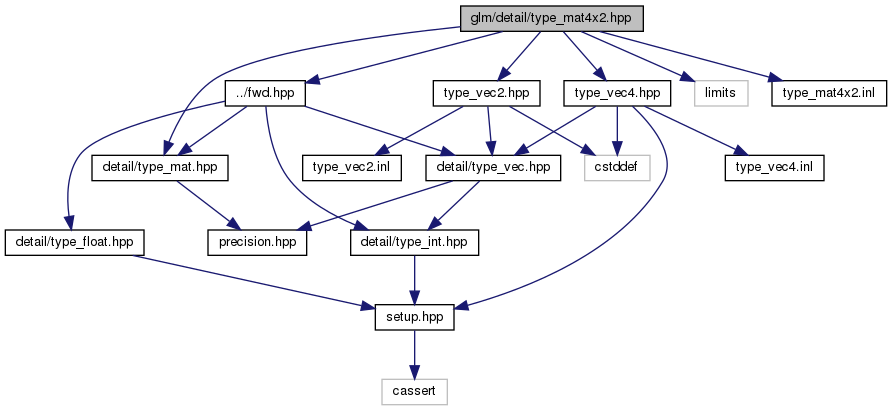 glm/detail/type_mat4x2.hpp
../fwd.hpp
type_vec2.hpp
type_vec4.hpp
limits
type_mat4x2.inl
detail/type_mat.hpp
type_vec2.inl
detail/type_vec.hpp
cstddef
type_vec4.inl
detail/type_float.hpp
precision.hpp
detail/type_int.hpp
setup.hpp
cassert